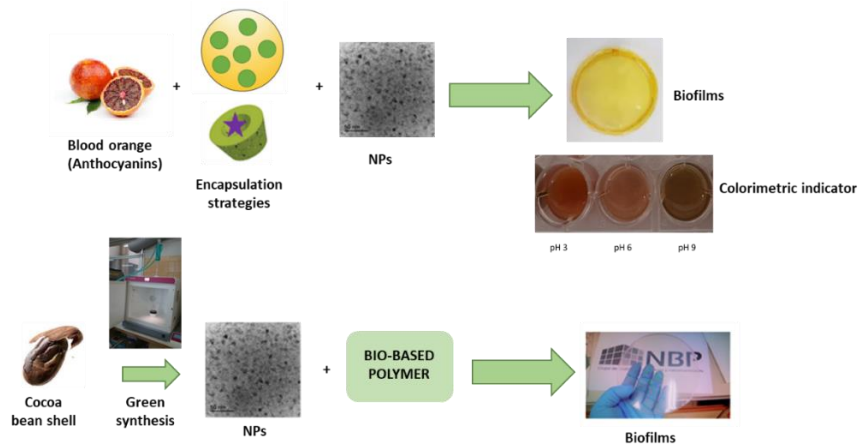 +
+
Blood orange
(Anthocyanins)
Encapsulation
strategies
NPs
Biofilms
Colorimetric indicator
pH 3
pH 6
pH 9
Cocoa
bean shell
Green
synthesis
NPs
+
BIO-BASED
POLYMER
NBP
Biofilms